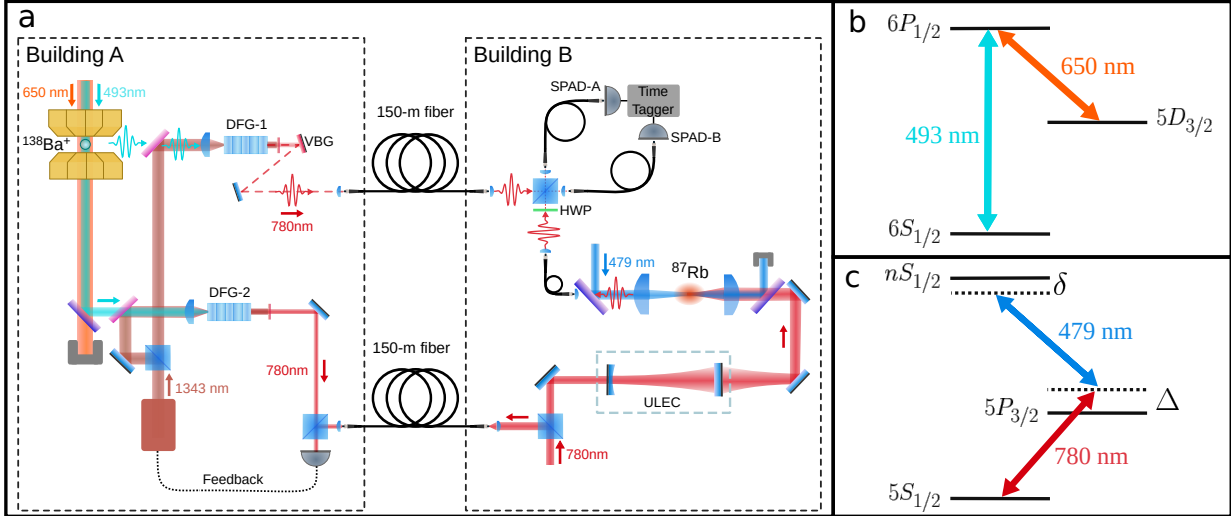 a
Building A
650 nm
493nm
¹³⁸Ba⁺
DFG-1
VBG
780nm
DFG-2
780nm
1343 nm
Feedback
150-m fiber
150-m fiber
Building B
SPAD-A
Time
Tagger
SPAD-B
HWP
479 nm
⁸⁷Rb
ULEC
780nm
b
6P₁/₂
650 nm
5D₃/₂
493 nm
6S₁/₂
c
nS₁/₂
δ
479 nm
5P₃/₂
Δ
780 nm
5S₁/₂